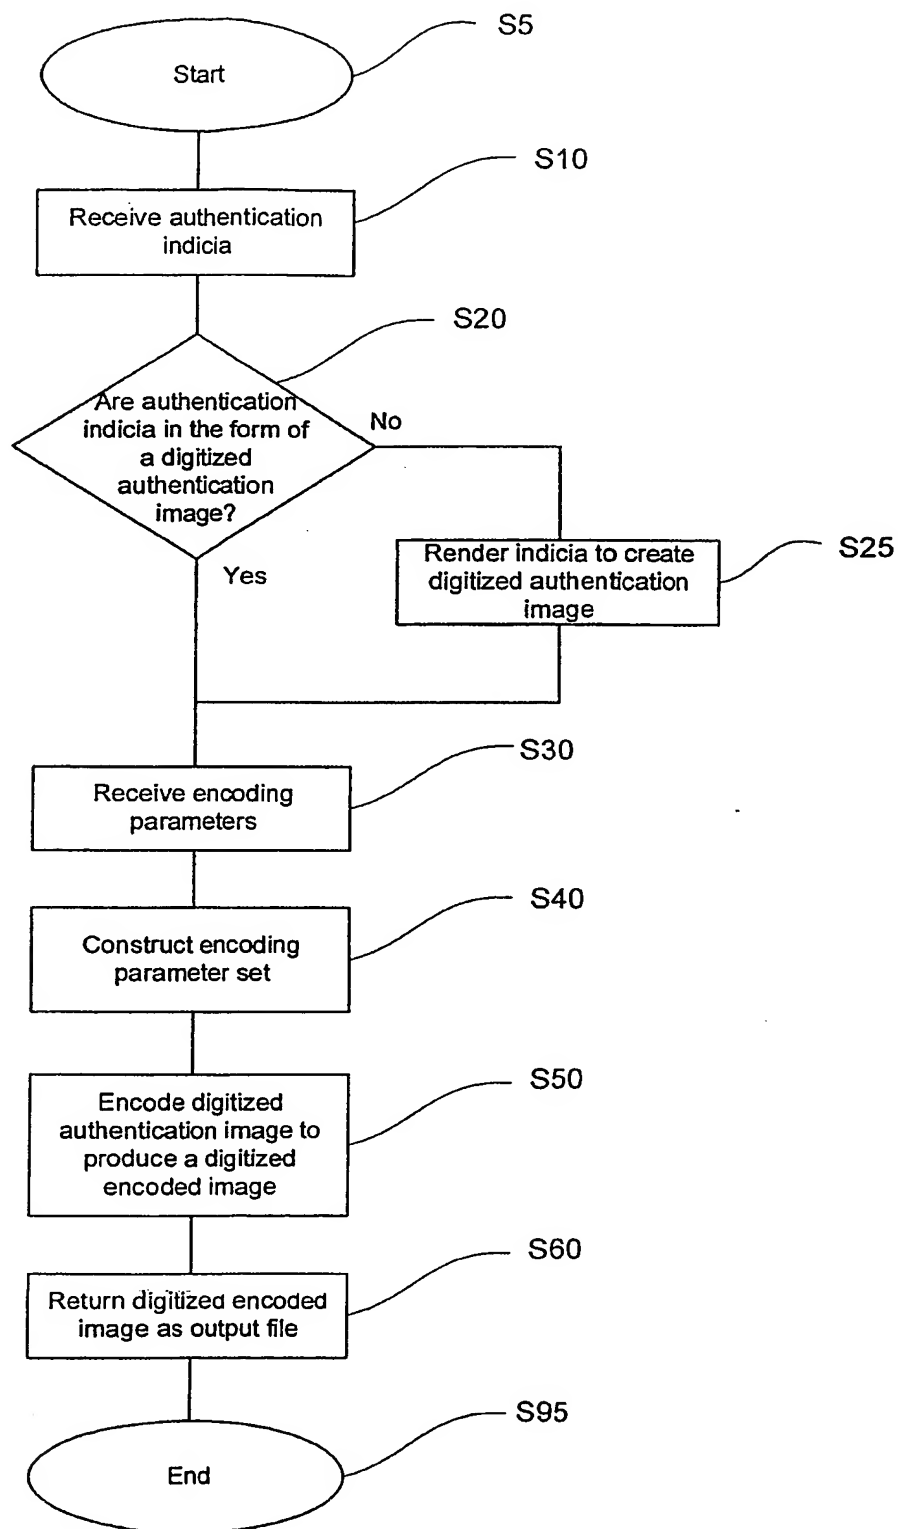 S5
Start
S10
Receive authentication
indicia
S20
Are authentication
indicia in the form of
a digitized
authentication
image?
No
Yes
S25
Render indicia to create
digitized authentication
image
S30
Receive encoding
parameters
S40
Construct encoding
parameter set
S50
Encode digitized
authentication image to
produce a digitized
encoded image
S60
Return digitized encoded
image as output file
S95
End